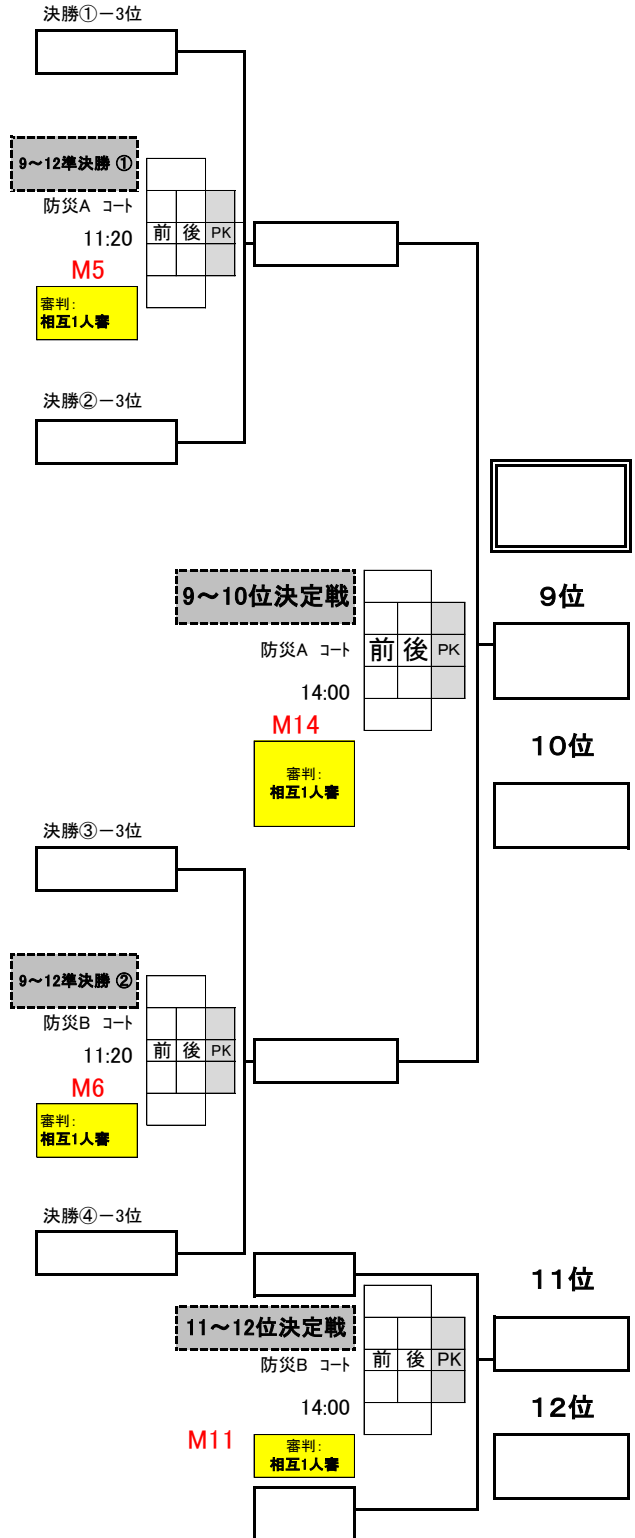 決勝①－3位
9～12準決勝 ①
防災A コート
11:20
前 後 PK
M5
審判:
相互1人審
決勝②－3位
9～10位決定戦
9位
防災A コート
前 後 PK
14:00
M14
10位
審判:
相互1人審
決勝③－3位
9～12準決勝 ②
防災B コート
11:20
前 後 PK
M6
審判:
相互1人審
決勝④－3位
11位
11～12位決定戦
防災B コート
前 後 PK
14:00
12位
M11
審判:
相互1人審